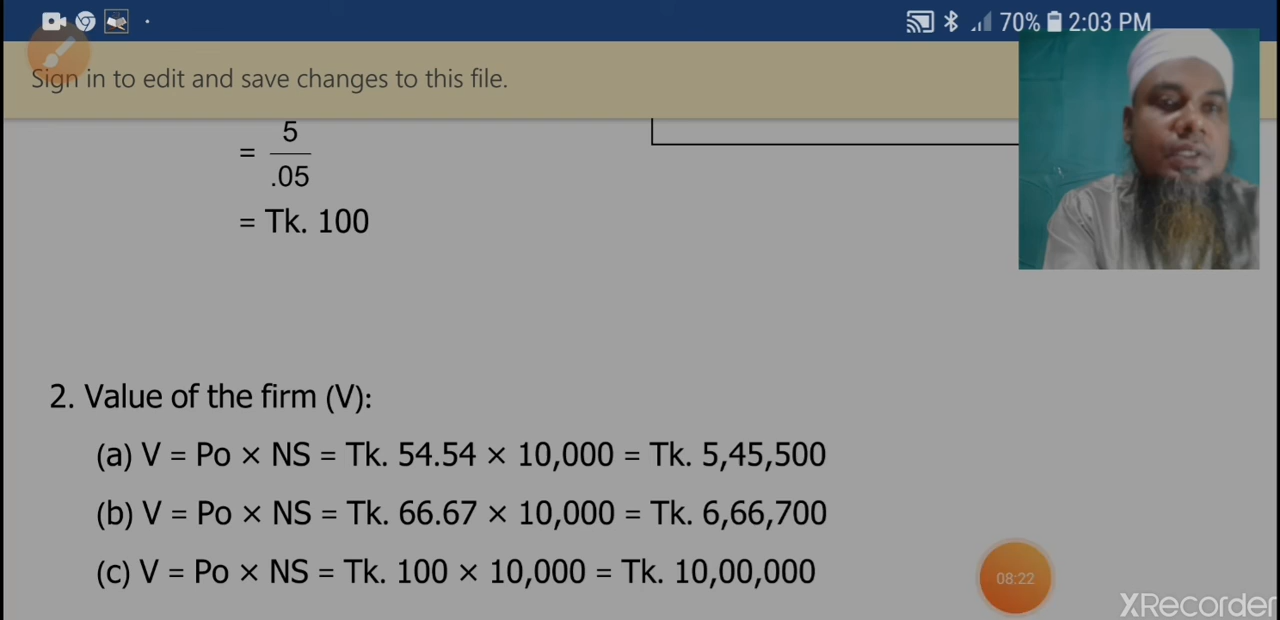 70% 2:03 PM
Sign in to edit and save changes to this file.
= 5
.05
= Tk. 100
2. Value of the firm (V):
(a) V = Po × NS = Tk. 54.54 × 10,000 = Tk. 5,45,500
(b) V = Po × NS = Tk. 66.67 × 10,000 = Tk. 6,66,700
(c) V = Po × NS = Tk. 100 × 10,000 = Tk. 10,00,000
08:22
XRecorder